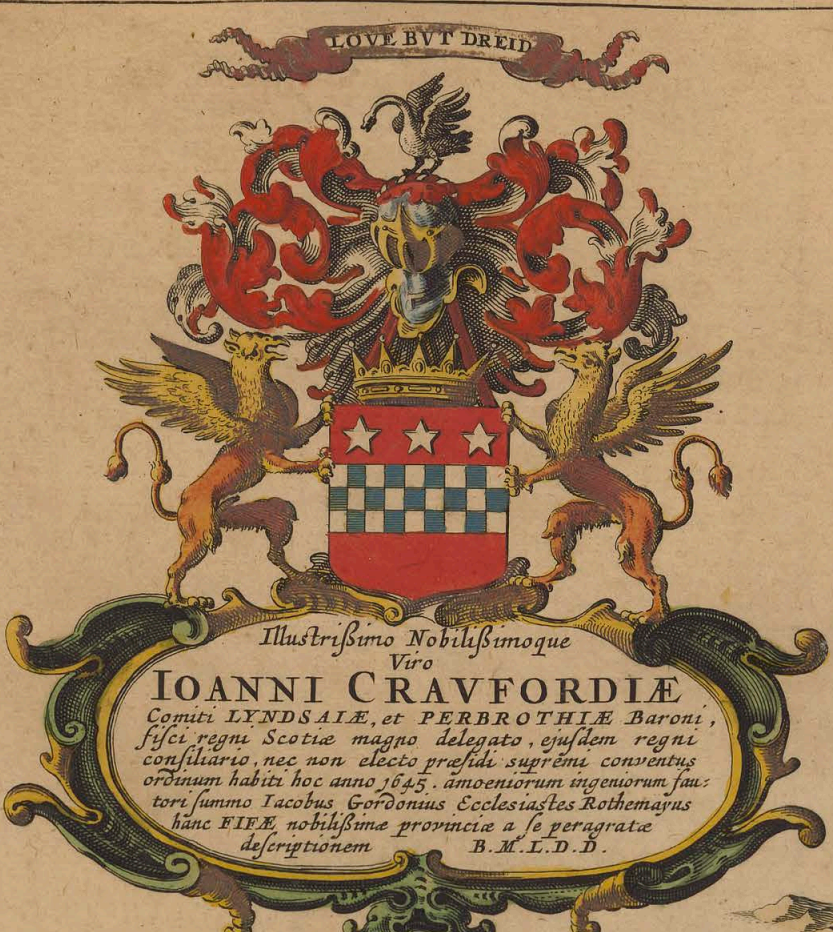 LOVE BVT DREID
Illustrißimo Nobilißimoque
Viro
IOANNI CRAVFORDIÆ
Comiti LYNDSAIÆ, et PERBROTHIÆ Baroni,
fiſci regni Scotiæ magno delegato, ejuſdem regni
conſiliario, nec non electo præſidi supremi conventus
ordinum habiti hoc anno 1645. amoeniorum ingeniorum fau:
tori ſummo Iacobus Gordonius Ecclesiastes Rothemayus
hanc FIFÆ nobilißimæ provinciæ a ſe peragratæ
deſcriptionem B.M.L.D.D.